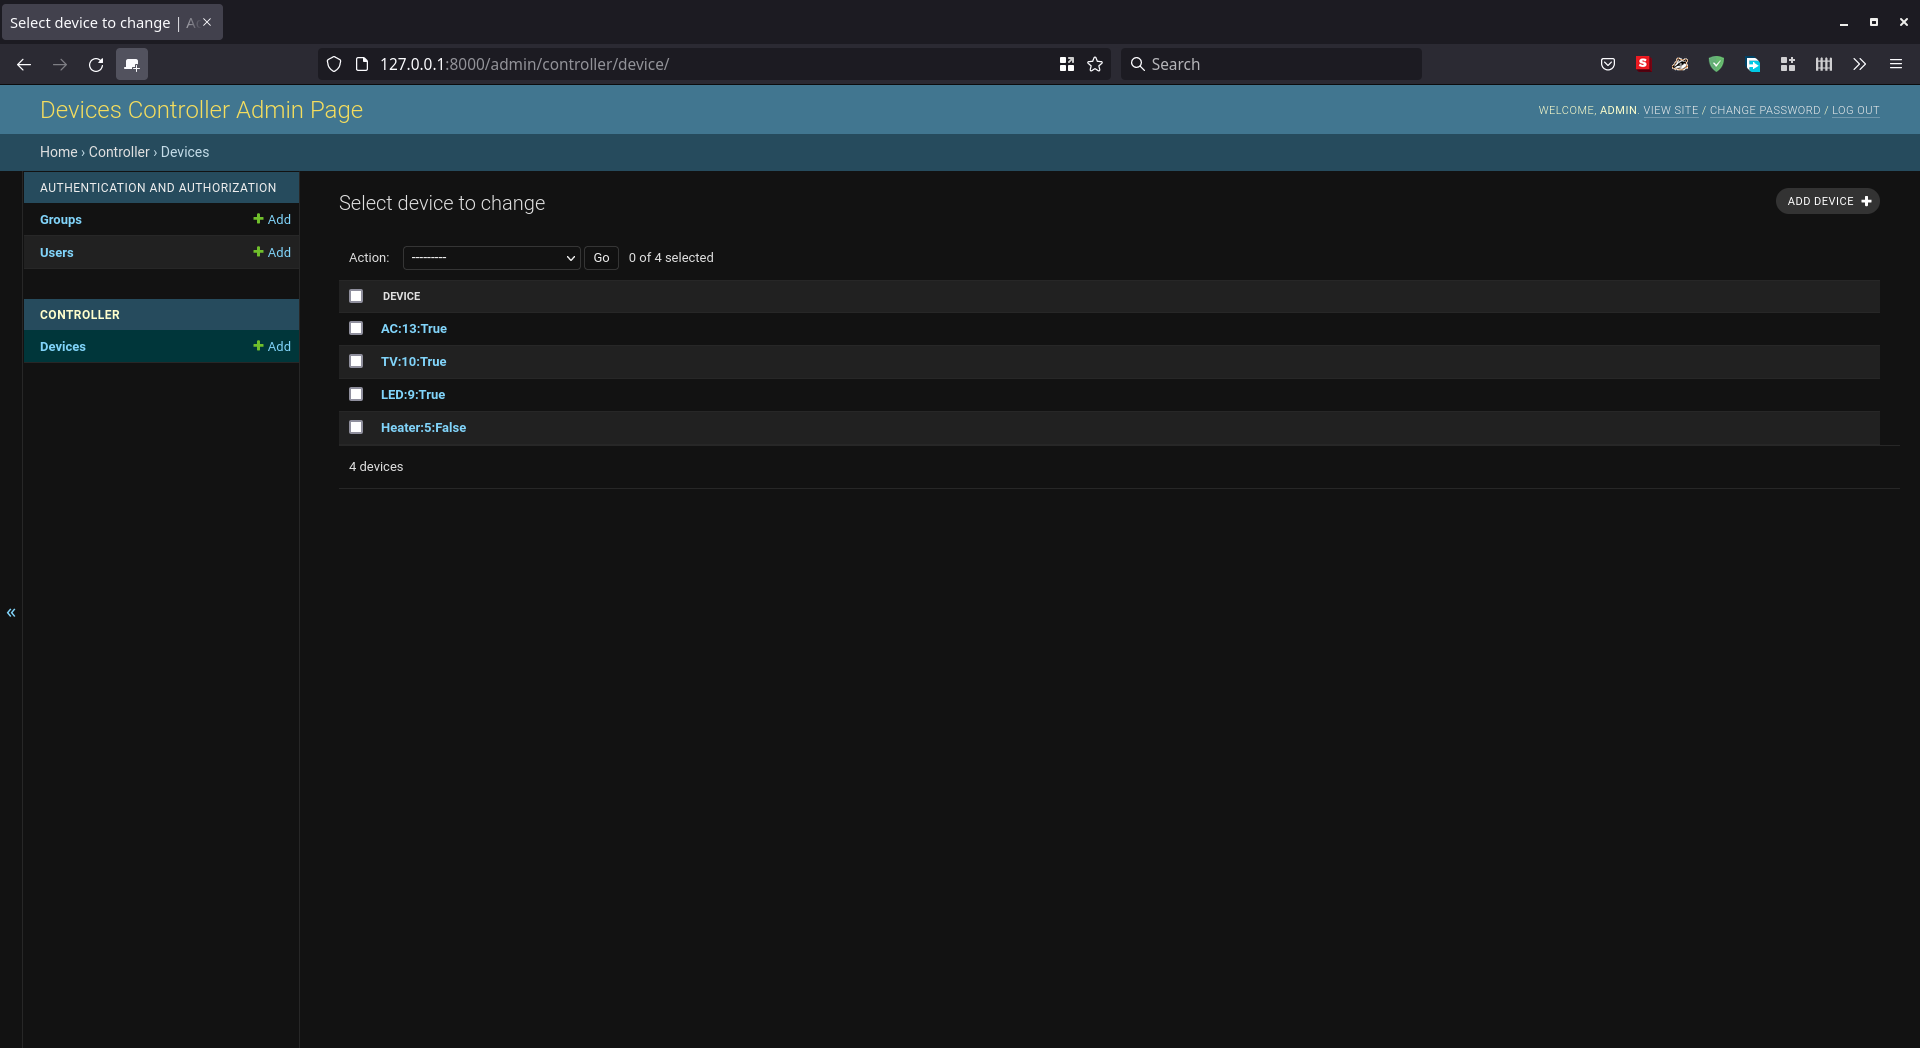 Select device to change | A
127.0.0.1:8000/admin/controller/device/
Search
Devices Controller Admin Page
WELCOME, ADMIN. VIEW SITE / CHANGE PASSWORD / LOG OUT
Home › Controller › Devices
AUTHENTICATION AND AUTHORIZATION
Groups
+ Add
Users
+ Add
CONTROLLER
Devices
+ Add
Select device to change
ADD DEVICE +
Action: --------- Go 0 of 4 selected
DEVICE
AC:13:True
TV:10:True
LED:9:True
Heater:5:False
4 devices
«